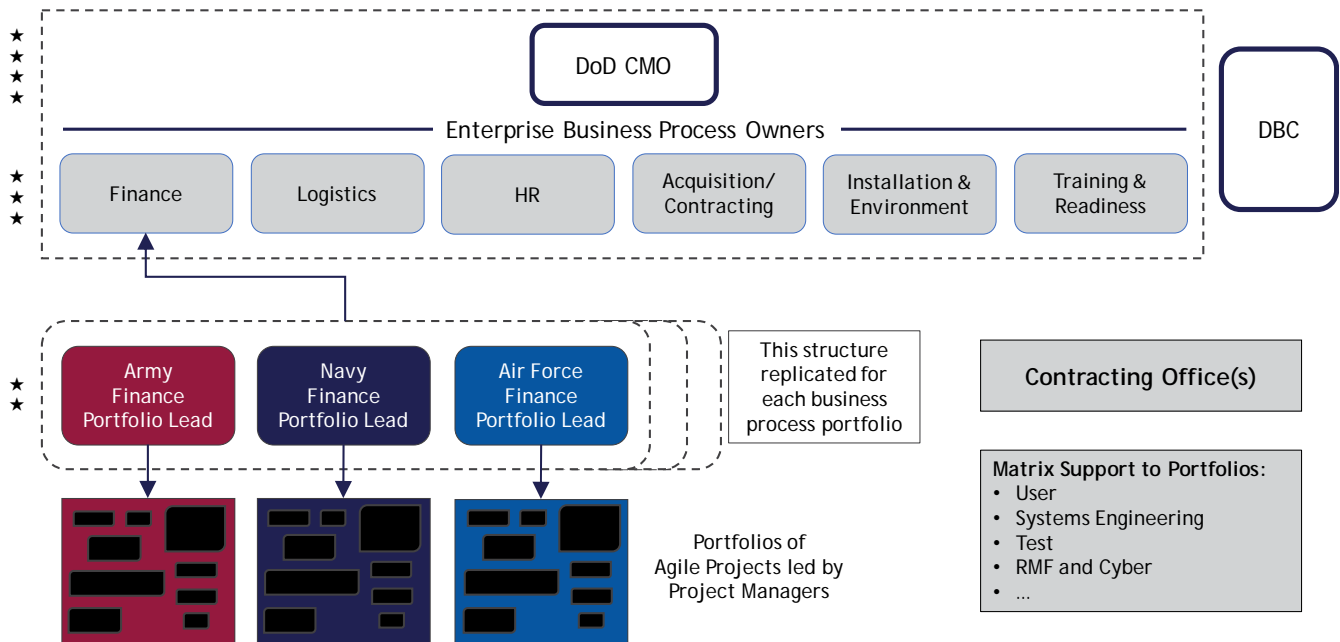 DoD CMO
DBC
Enterprise Business Process Owners
Finance
Logistics
HR
Acquisition/
Contracting
Installation &
Environment
Training &
Readiness
Army
Finance
Portfolio Lead
Navy
Finance
Portfolio Lead
Air Force
Finance
Portfolio Lead
This structure
replicated for
each business
process portfolio
Contracting Office(s)
Portfolios of
Agile Projects led by
Project Managers
Matrix Support to Portfolios:
• User
• Systems Engineering
• Test
• RMF and Cyber
• ...